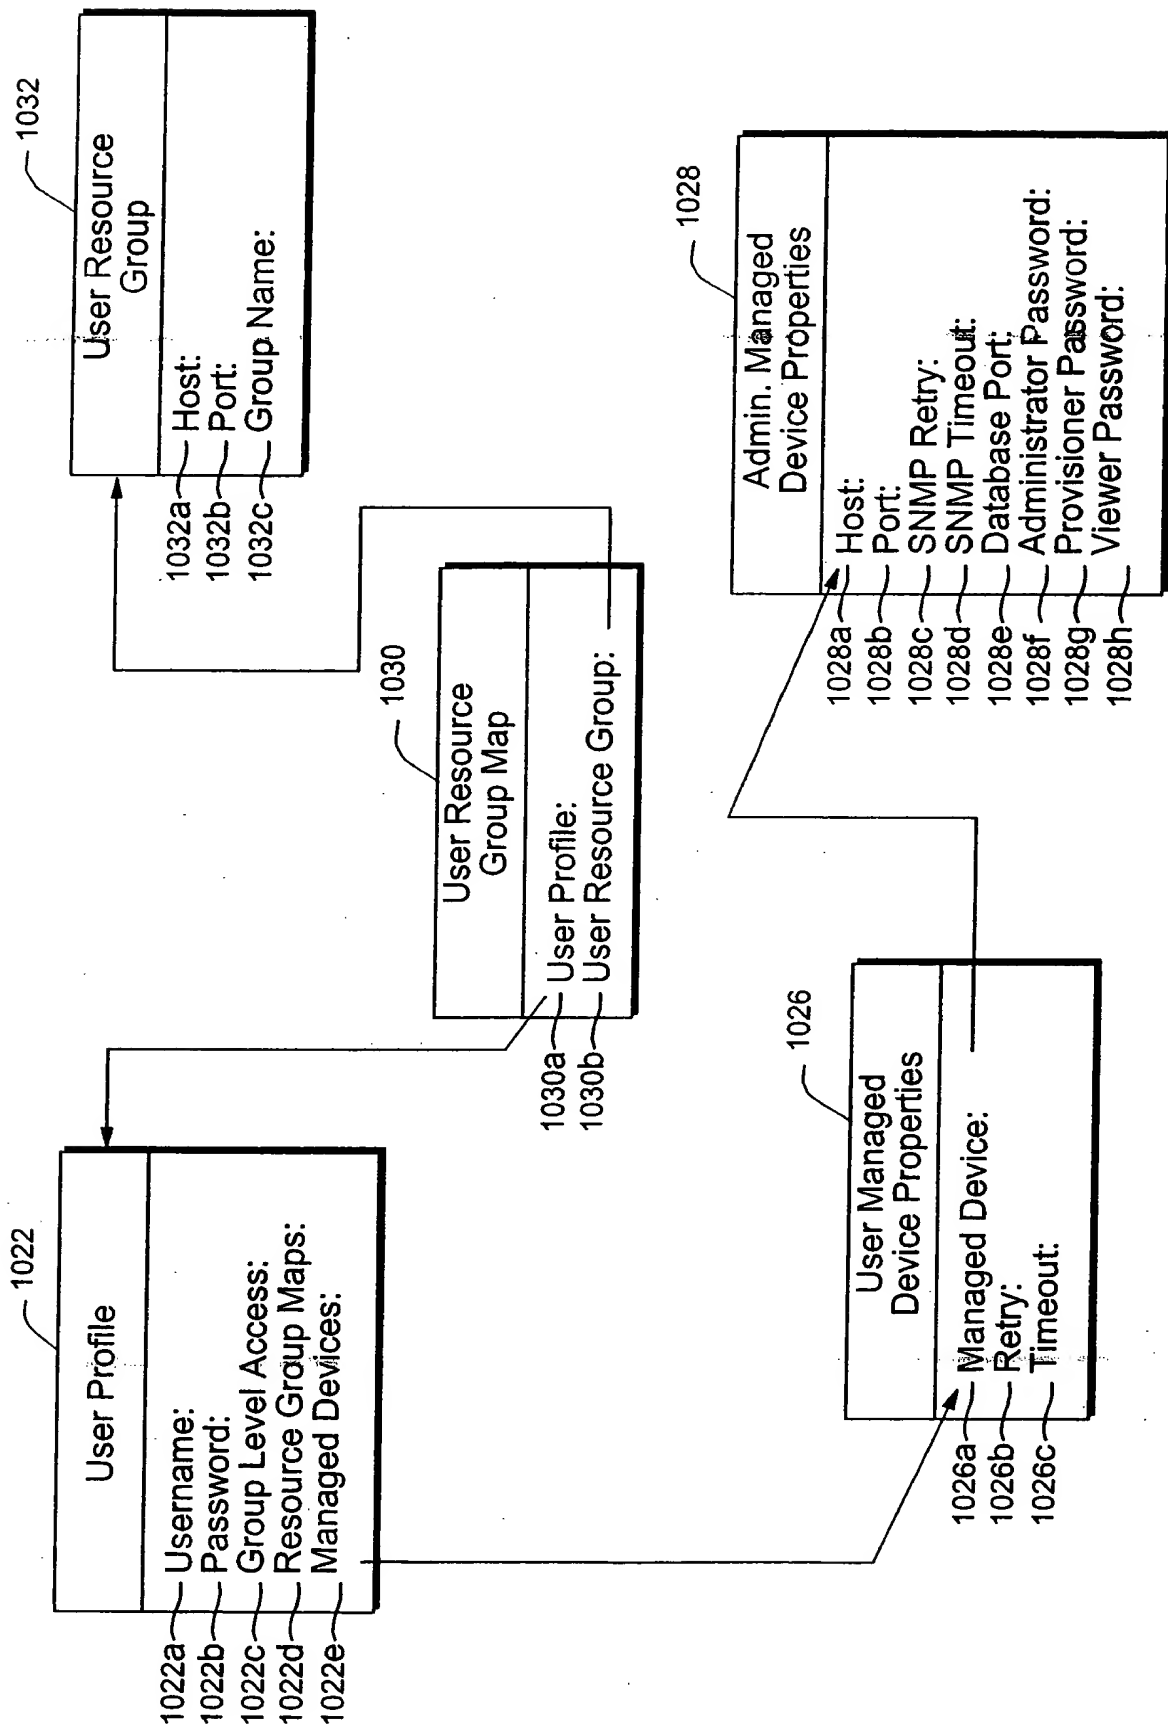 1022
User Profile
1022a Username:
1022b Password:
1022c Group Level Access:
1022d Resource Group Maps:
1022e Managed Devices:
1030
User Resource
Group Map
1030a User Profile:
1030b User Resource Group:
1032
User Resource
Group
1032a Host:
1032b Port:
1032c Group Name:
1026
User Managed
Device Properties
1026a Managed Device:
1026b Retry:
1026c Timeout:
1028
Admin. Managed
Device Properties
1028a Host:
1028b Port:
1028c SNMP Retry:
1028d SNMP Timeout:
1028e Database Port:
1028f Administrator Password:
1028g Provisioner Password:
1028h Viewer Password: